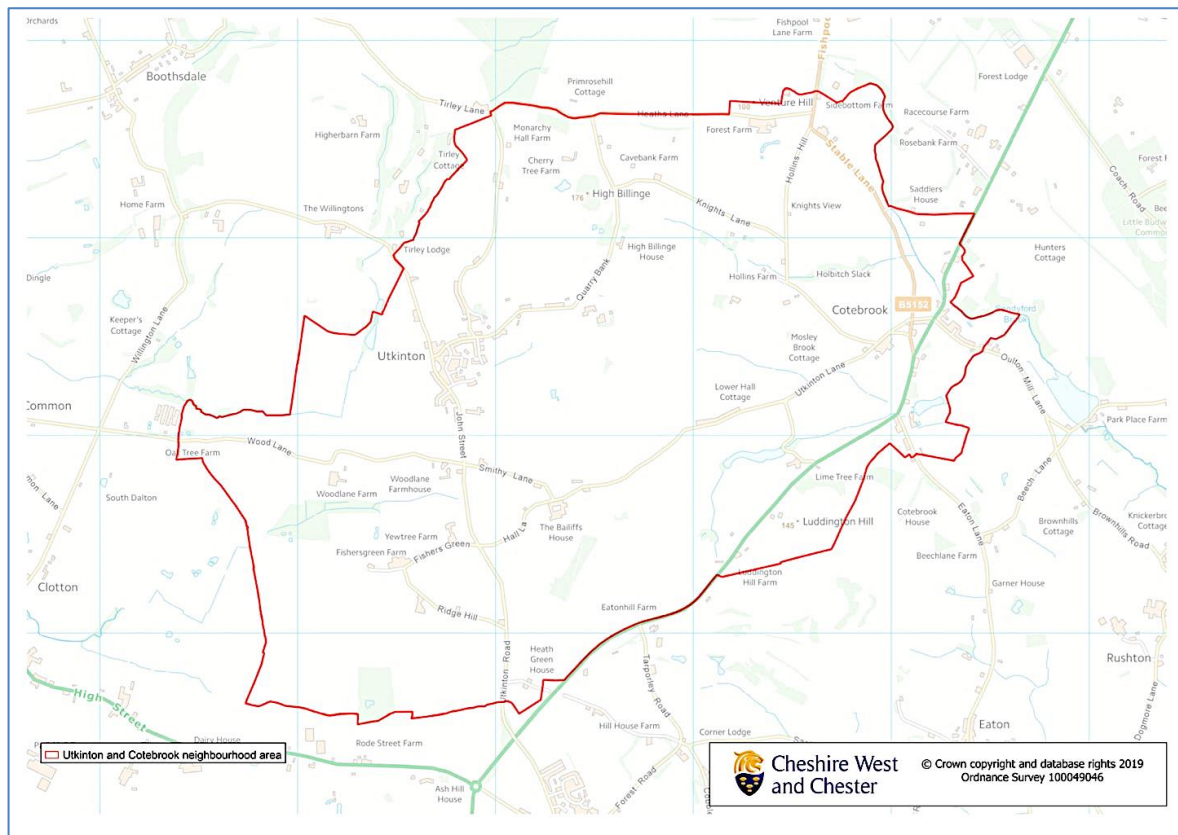 Orchards
Boothsdale
Fishpool
Lane Farm
Fishpool
Forest Lodge
Primrosehill
Cottage
Tirley Lane
Heaths Lane
100
Venture Hill
Sidebottom Farm
Racecourse Farm
Higherbarn Farm
Monarchy
Hall Farm
Forest Farm
Rosebank Farm
Tirley
Cottage
Cherry
Tree Farm
Cavebank Farm
Hollins Hill
Stable Lane
Forest
Coach Road
Home Farm
The Willingtons
176
High Billinge
Knights Lane
Knights View
Saddlers
House
Little Budw
Common
Tirley Lodge
High Billinge
House
Hunters
Cottage
Dingle
Quarry Bank
Hollins Farm
Holbitch Slack
B5152
Keeper's
Cottage
Willington Lane
Cotebrook
Utkinton
Mosley
Brook
Cottage
Oulton Mill Lane
Utkinton Lane
Common
Lower Hall
Cottage
Park Place Farm
Wood Lane
John Street
Oak Tree Farm
Smithy Lane
Beech Lane
South Dalton
Woodlane
Farmhouse
Woodlane Farm
Lime Tree Farm
The Bailiffs
House
145
Luddington Hill
Cotebrook
House
Eaton Lane
Brownhills
Cottage
Brownhills Road
Knickerbro
Cottage
Yewtree Farm
Fishersgreen Farm
Fishers Green
Hall La
Beechlane Farm
Clotton
Luddington
Hill Farm
Garner House
Ridge Hill
Eatonhill Farm
Utkinton Road
Heath
Green
House
Tarporley Road
Rushton
High Street
Hill House Farm
Eaton
Dogmore Lane
Dairy House
Rode Street Farm
Corner Lodge
Ash Hill
House
Forest Road
Utkinton and Cotebrook neighbourhood area
Cheshire West
and Chester
© Crown copyright and database rights 2019
Ordnance Survey 100049046